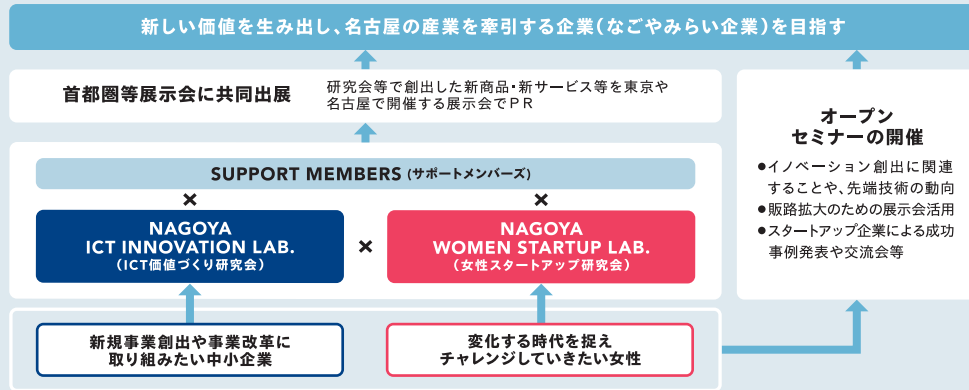 新しい価値を生み出し、名古屋の産業を牽引する企業(なごやみらい企業)を目指す
首都圏等展示会に共同出展
研究会等で創出した新商品・新サービス等を東京や
名古屋で開催する展示会でPR
SUPPORT MEMBERS (サポートメンバーズ)
×
×
NAGOYA
ICT INNOVATION LAB.
(ICT価値づくり研究会)
×
NAGOYA
WOMEN STARTUP LAB.
(女性スタートアップ研究会)
新規事業創出や事業改革に
取り組みたい中小企業
変化する時代を捉え
チャレンジしていきたい女性
オープン
セミナーの開催
●イノベーション創出に関連
することや、先端技術の動向
●販路拡大のための展示会活用
●スタートアップ企業による成功
事例発表や交流会等